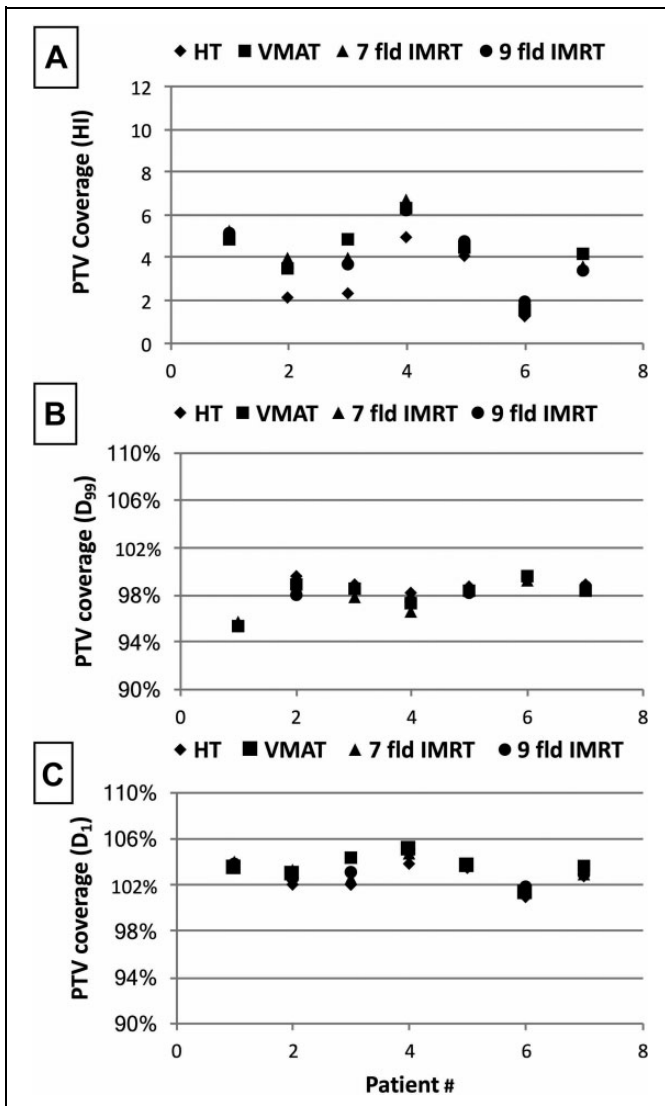 A
◆ HT ■ VMAT ▲ 7 fld IMRT ● 9 fld IMRT
PTV Coverage (HI)
12
10
8
6
4
2
0
0 2 4 6 8
B
◆ HT ■ VMAT ▲ 7 fld IMRT ● 9 fld IMRT
PTV coverage (D₉₉)
110%
106%
102%
98%
94%
90%
0 2 4 6 8
C
◆ HT ■ VMAT ▲ 7 fld IMRT ● 9 fld IMRT
PTV coverage (D₁)
110%
106%
102%
98%
94%
90%
0 2 4 6 8
Patient #